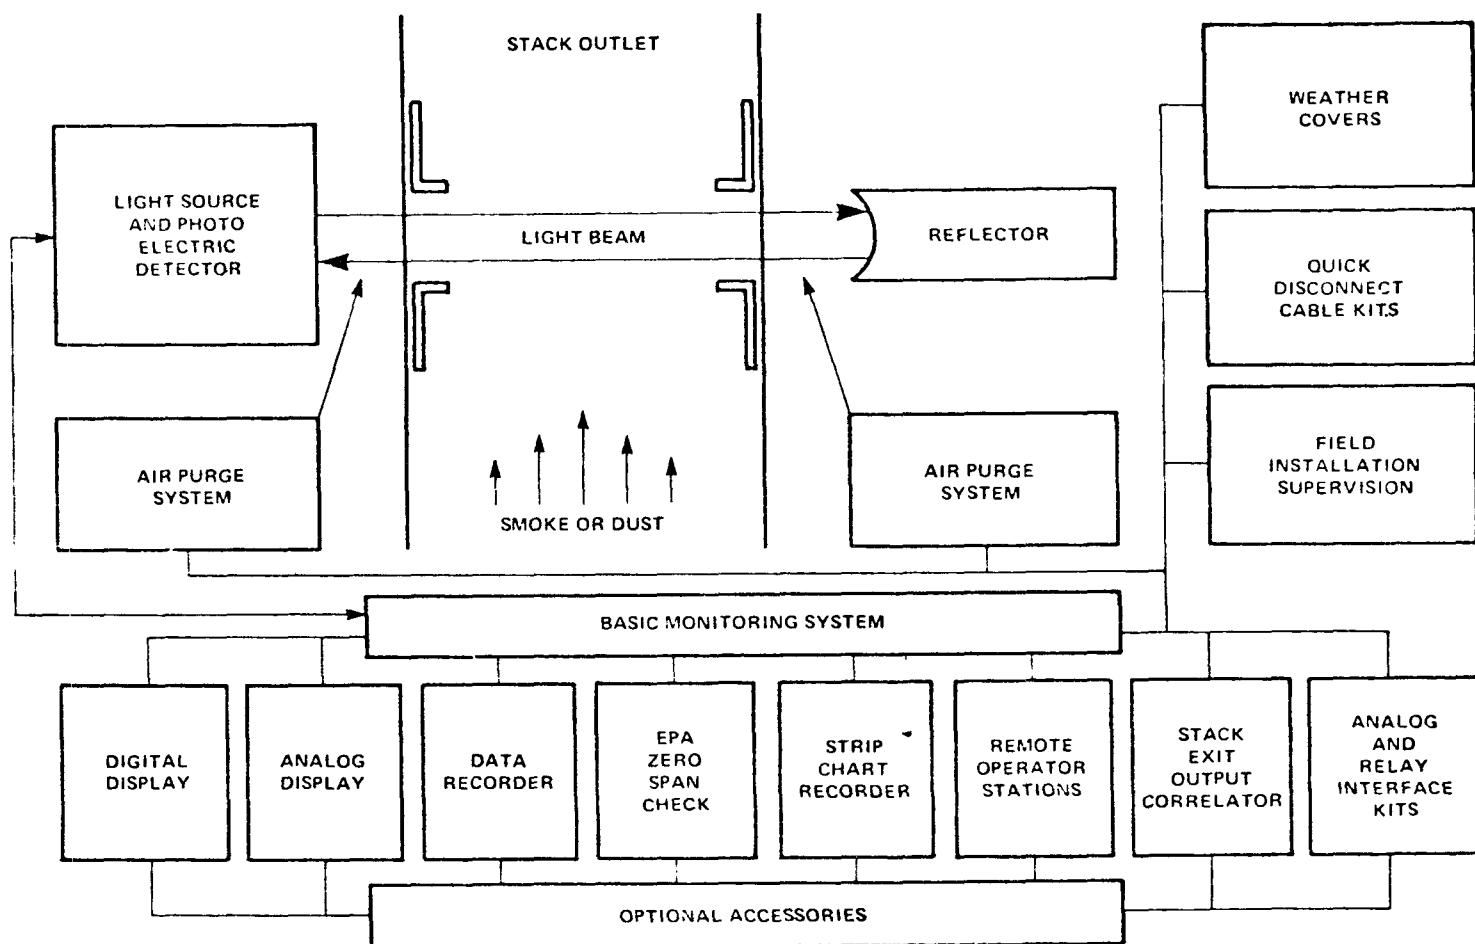 STACK OUTLET
WEATHER
COVERS
LIGHT SOURCE
AND PHOTO
ELECTRIC
DETECTOR
LIGHT BEAM
REFLECTOR
QUICK
DISCONNECT
CABLE KITS
AIR PURGE
SYSTEM
SMOKE OR DUST
AIR PURGE
SYSTEM
FIELD
INSTALLATION
SUPERVISION
BASIC MONITORING SYSTEM
DIGITAL
DISPLAY
ANALOG
DISPLAY
DATA
RECORDER
EPA
ZERO
SPAN
CHECK
STRIP
CHART
RECORDER
REMOTE
OPERATOR
STATIONS
STACK
EXIT
OUTPUT
CORRELATOR
ANALOG
AND
RELAY
INTERFACE
KITS
OPTIONAL ACCESSORIES